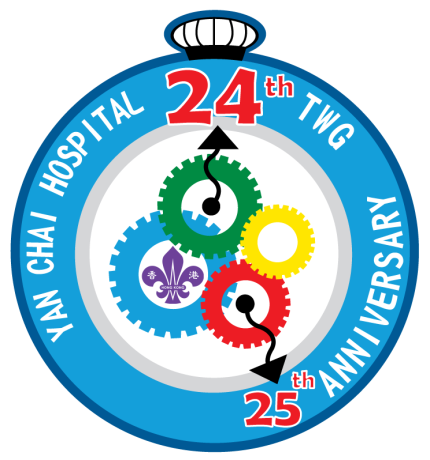 YAN CHAI HOSPITAL
24th TWG
香 港
HONG KONG
25th ANNIVERSARY